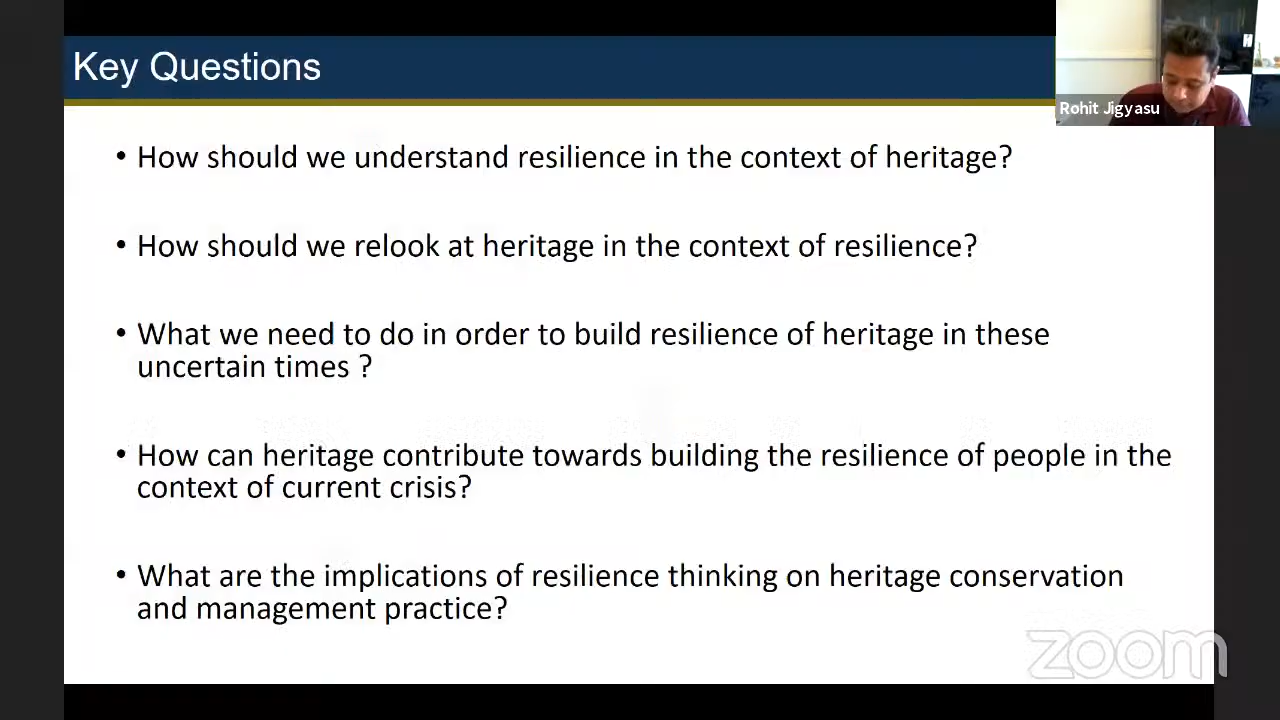 Key Questions
Rohit Jigyasu
• How should we understand resilience in the context of heritage?
• How should we relook at heritage in the context of resilience?
• What we need to do in order to build resilience of heritage in these
uncertain times ?
• How can heritage contribute towards building the resilience of people in the
context of current crisis?
• What are the implications of resilience thinking on heritage conservation
and management practice?
zoom